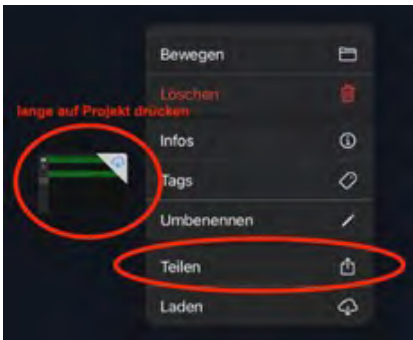 Bewegen
Löschen
lange auf Projekt drücken
Infos
Tags
Umbenennen
Teilen
Laden